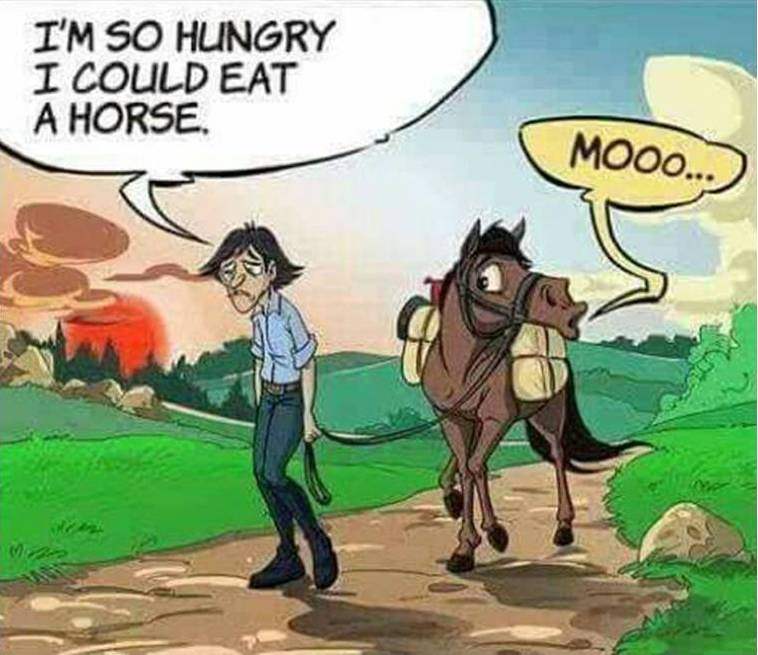 I'M SO HUNGRY
I COULD EAT
A HORSE.
MOOO...